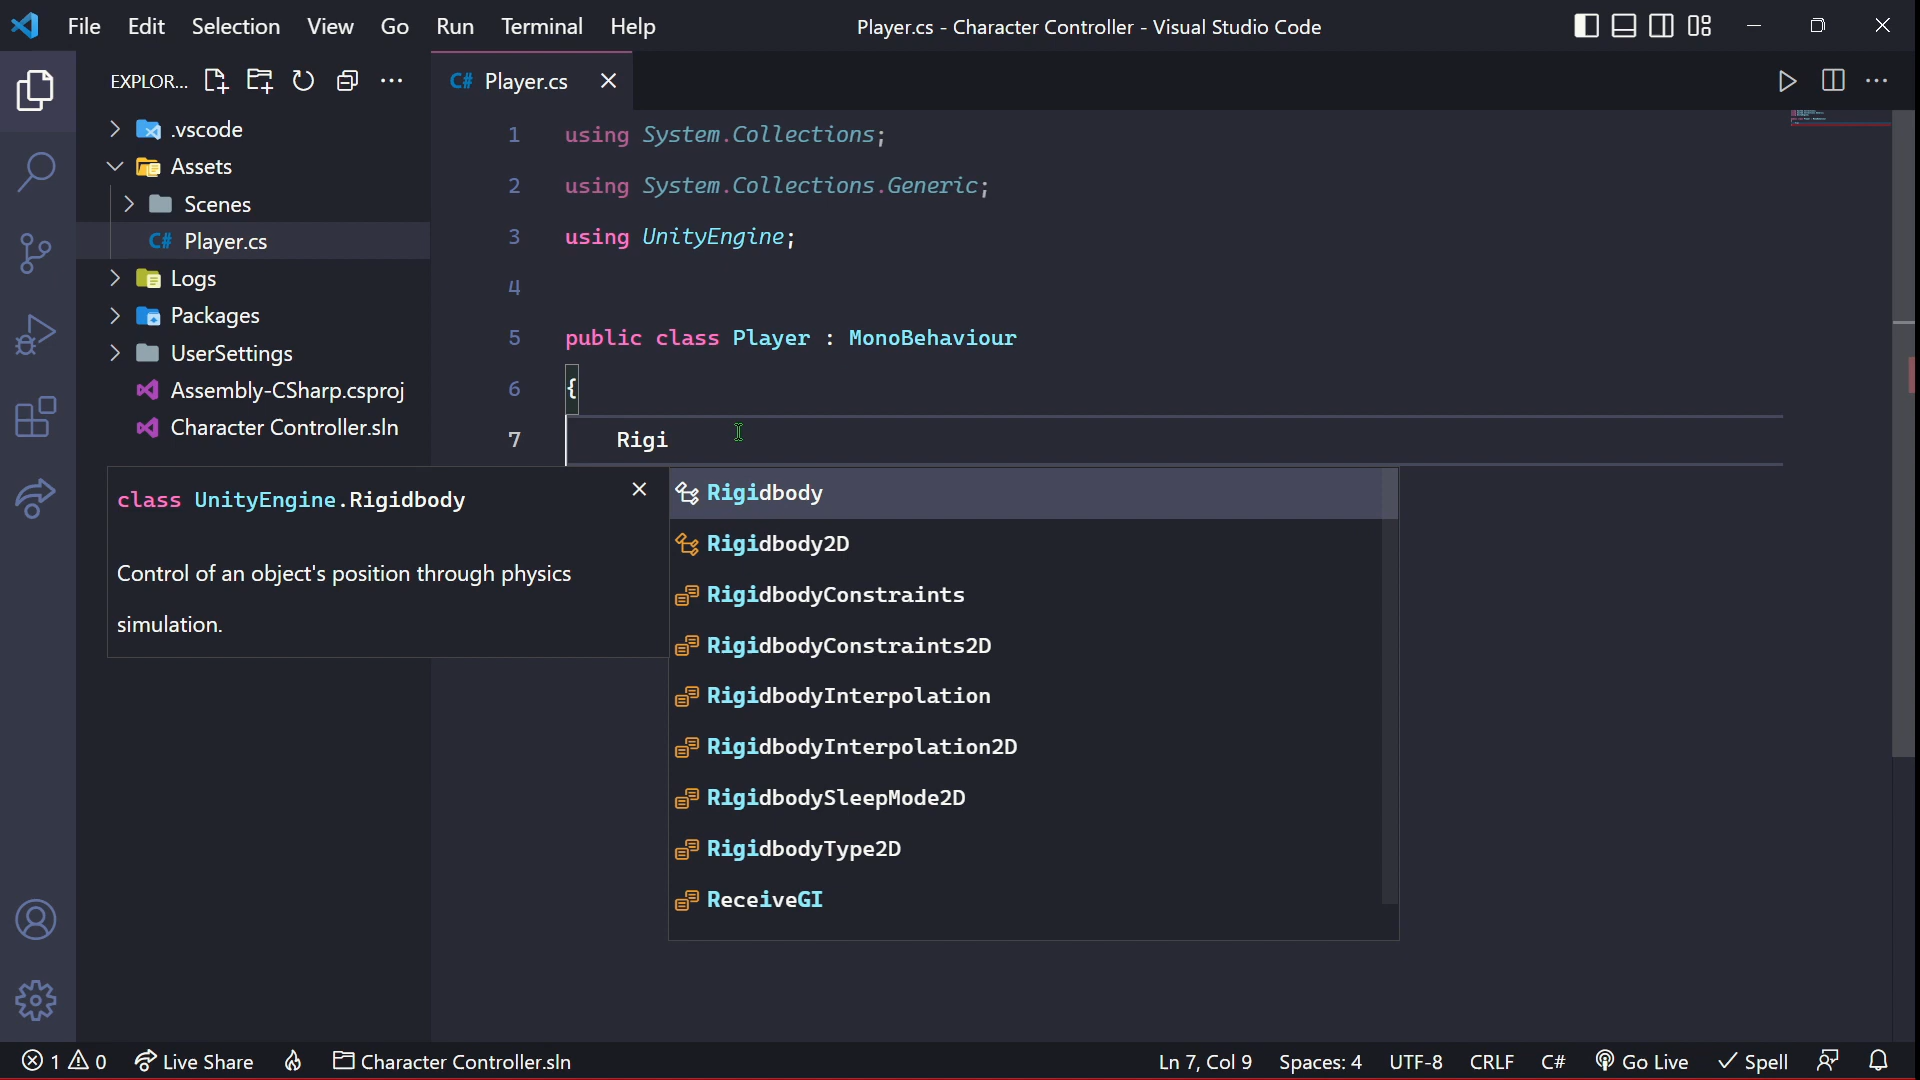 File Edit Selection View Go Run Terminal Help Player.cs - Character Controller - Visual Studio Code
EXPLOR...
.vscode
Assets
Scenes
C# Player.cs
Logs
Packages
UserSettings
Assembly-CSharp.csproj
Character Controller.sln
C# Player.cs
1 using System.Collections;
2 using System.Collections.Generic;
3 using UnityEngine;
4
5 public class Player : MonoBehaviour
6 {
7 Rigi
class UnityEngine.Rigidbody
Control of an object's position through physics
simulation.
Rigidbody
Rigidbody2D
RigidbodyConstraints
RigidbodyConstraints2D
RigidbodyInterpolation
RigidbodyInterpolation2D
RigidbodySleepMode2D
RigidbodyType2D
ReceiveGI
1 0 Live Share Character Controller.sln Ln 7, Col 9 Spaces: 4 UTF-8 CRLF C# Go Live Spell